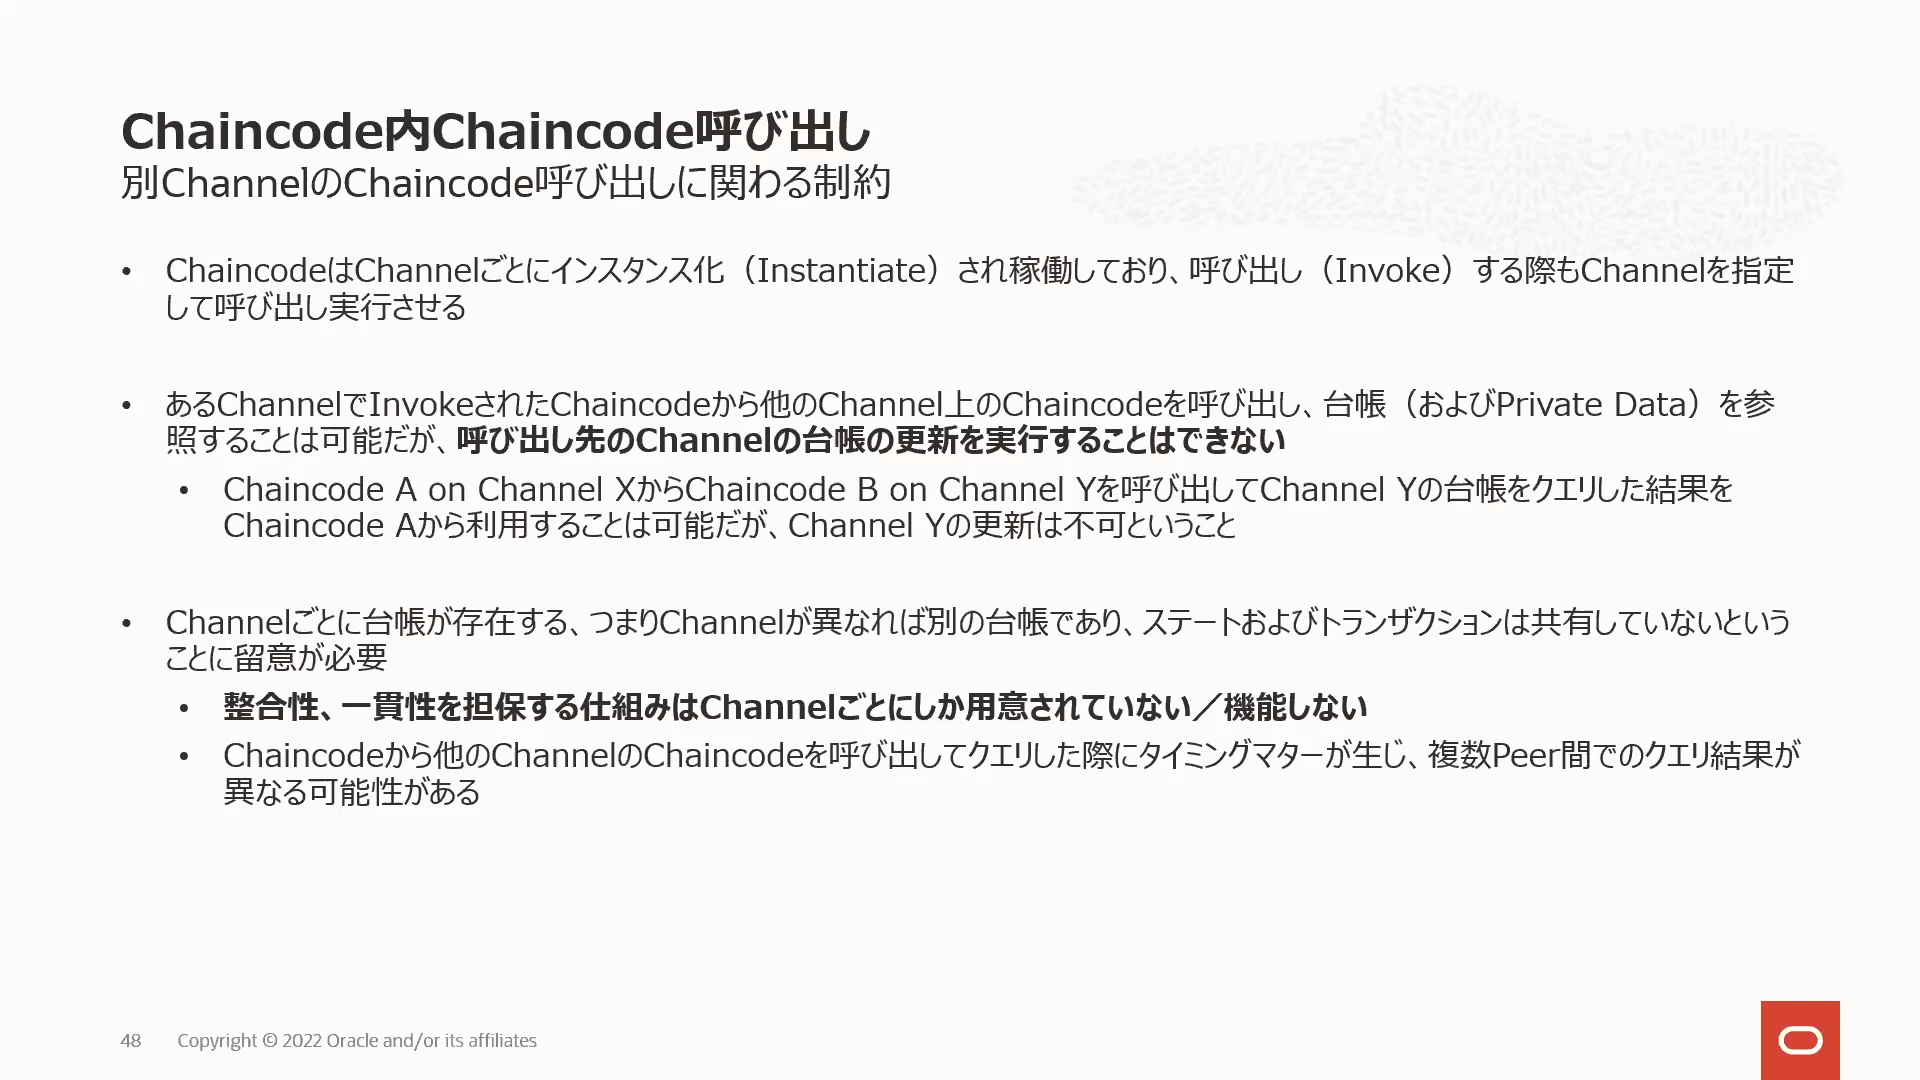 Chaincode内Chaincode呼び出し
別ChannelのChaincode呼び出しに関わる制約
• ChaincodeはChannelごとにインスタンス化（Instantiate）され稼働しており、呼び出し（Invoke）する際もChannelを指定
して呼び出し実行させる
• あるChannelでInvokeされたChaincodeから他のChannel上のChaincodeを呼び出し、台帳（およびPrivate Data）を参
照することは可能だが、呼び出し先のChannelの台帳の更新を実行することはできない
• Chaincode A on Channel XからChaincode B on Channel Yを呼び出してChannel Yの台帳をクエリした結果を
Chaincode Aから利用することは可能だが、Channel Yの更新は不可ということ
• Channelごとに台帳が存在する、つまりChannelが異なれば別の台帳であり、ステートおよびトランザクションは共有していないという
ことに留意が必要
• 整合性、一貫性を担保する仕組みはChannelごとにしか用意されていない／機能しない
• Chaincodeから他のChannelのChaincodeを呼び出してクエリした際にタイミングマターが生じ、複数Peer間でのクエリ結果が
異なる可能性がある
48 Copyright © 2022 Oracle and/or its affiliates